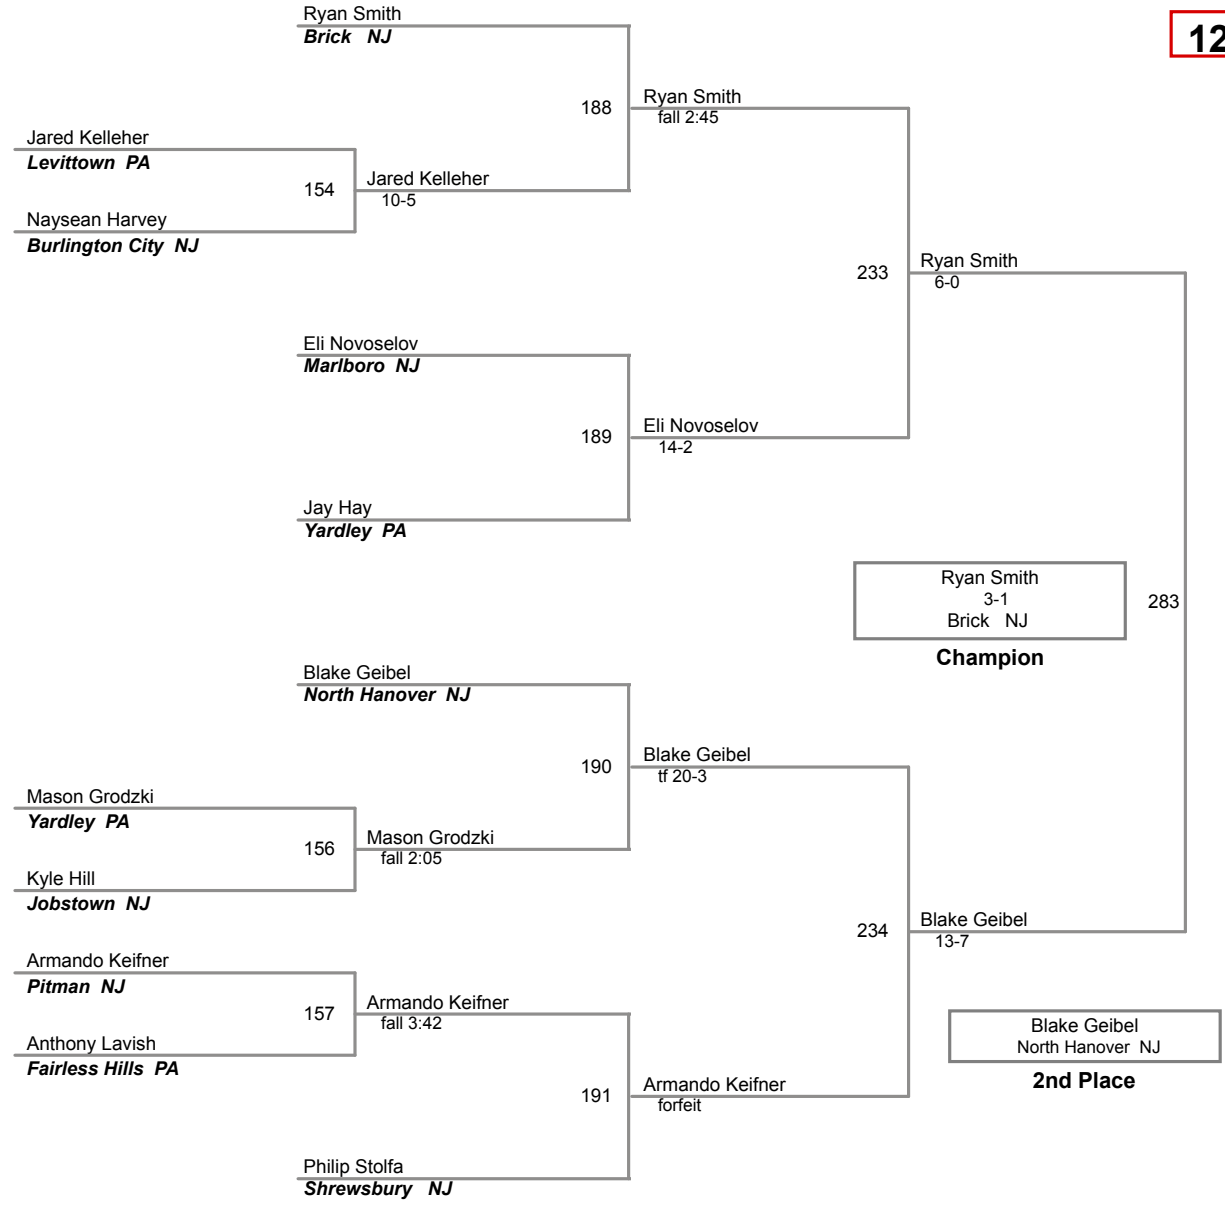 Ryan Smith
Brick NJ
12
188
Ryan Smith
fall 2:45
Jared Kelleher
Levittown PA
154
Jared Kelleher
10-5
Naysean Harvey
Burlington City NJ
233
Ryan Smith
6-0
Eli Novoselov
Marlboro NJ
189
Eli Novoselov
14-2
Jay Hay
Yardley PA
Ryan Smith
3-1
Brick NJ
283
Champion
Blake Geibel
North Hanover NJ
190
Blake Geibel
tf 20-3
Mason Grodzki
Yardley PA
156
Mason Grodzki
fall 2:05
Kyle Hill
Jobstown NJ
234
Blake Geibel
13-7
Armando Keifner
Pitman NJ
157
Armando Keifner
fall 3:42
Anthony Lavish
Fairless Hills PA
Blake Geibel
North Hanover NJ
2nd Place
191
Armando Keifner
forfeit
Philip Stolfa
Shrewsbury NJ